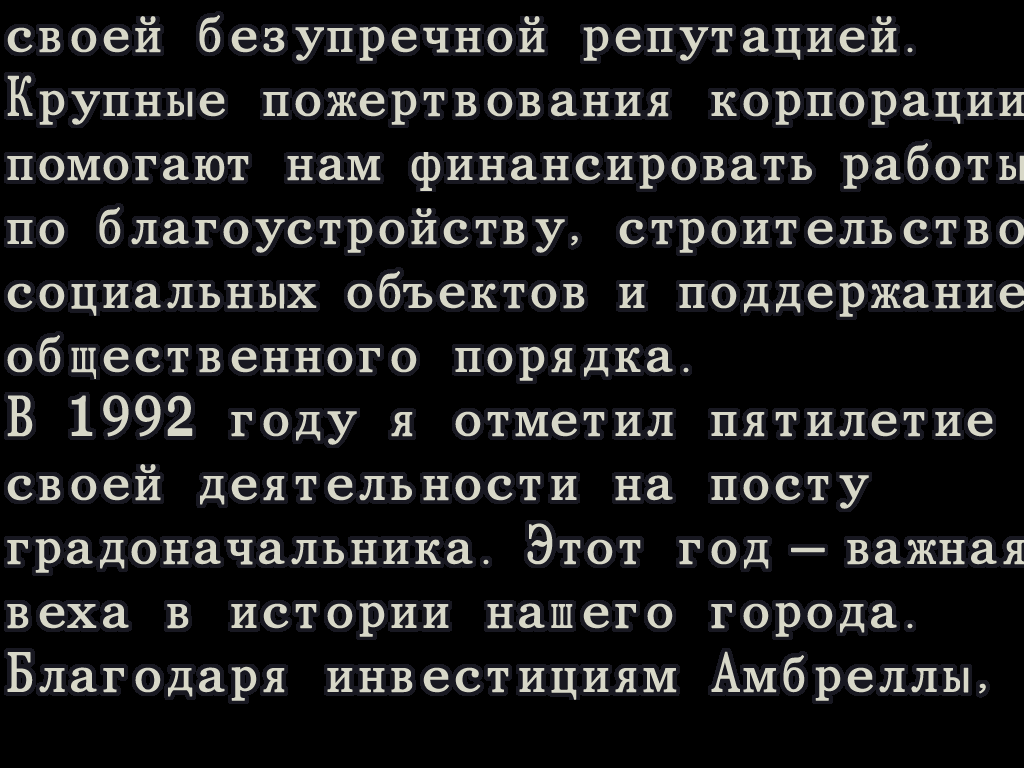 своей безупречной репутацией.
Крупные пожертвования корпорации
помогают нам финансировать работы
по благоустройству, строительство
социальных объектов и поддержание
общественного порядка.
В 1992 году я отметил пятилетие
своей деятельности на посту
градоначальника. Этот год — важная
веха в истории нашего города.
Благодаря инвестициям Амбреллы,